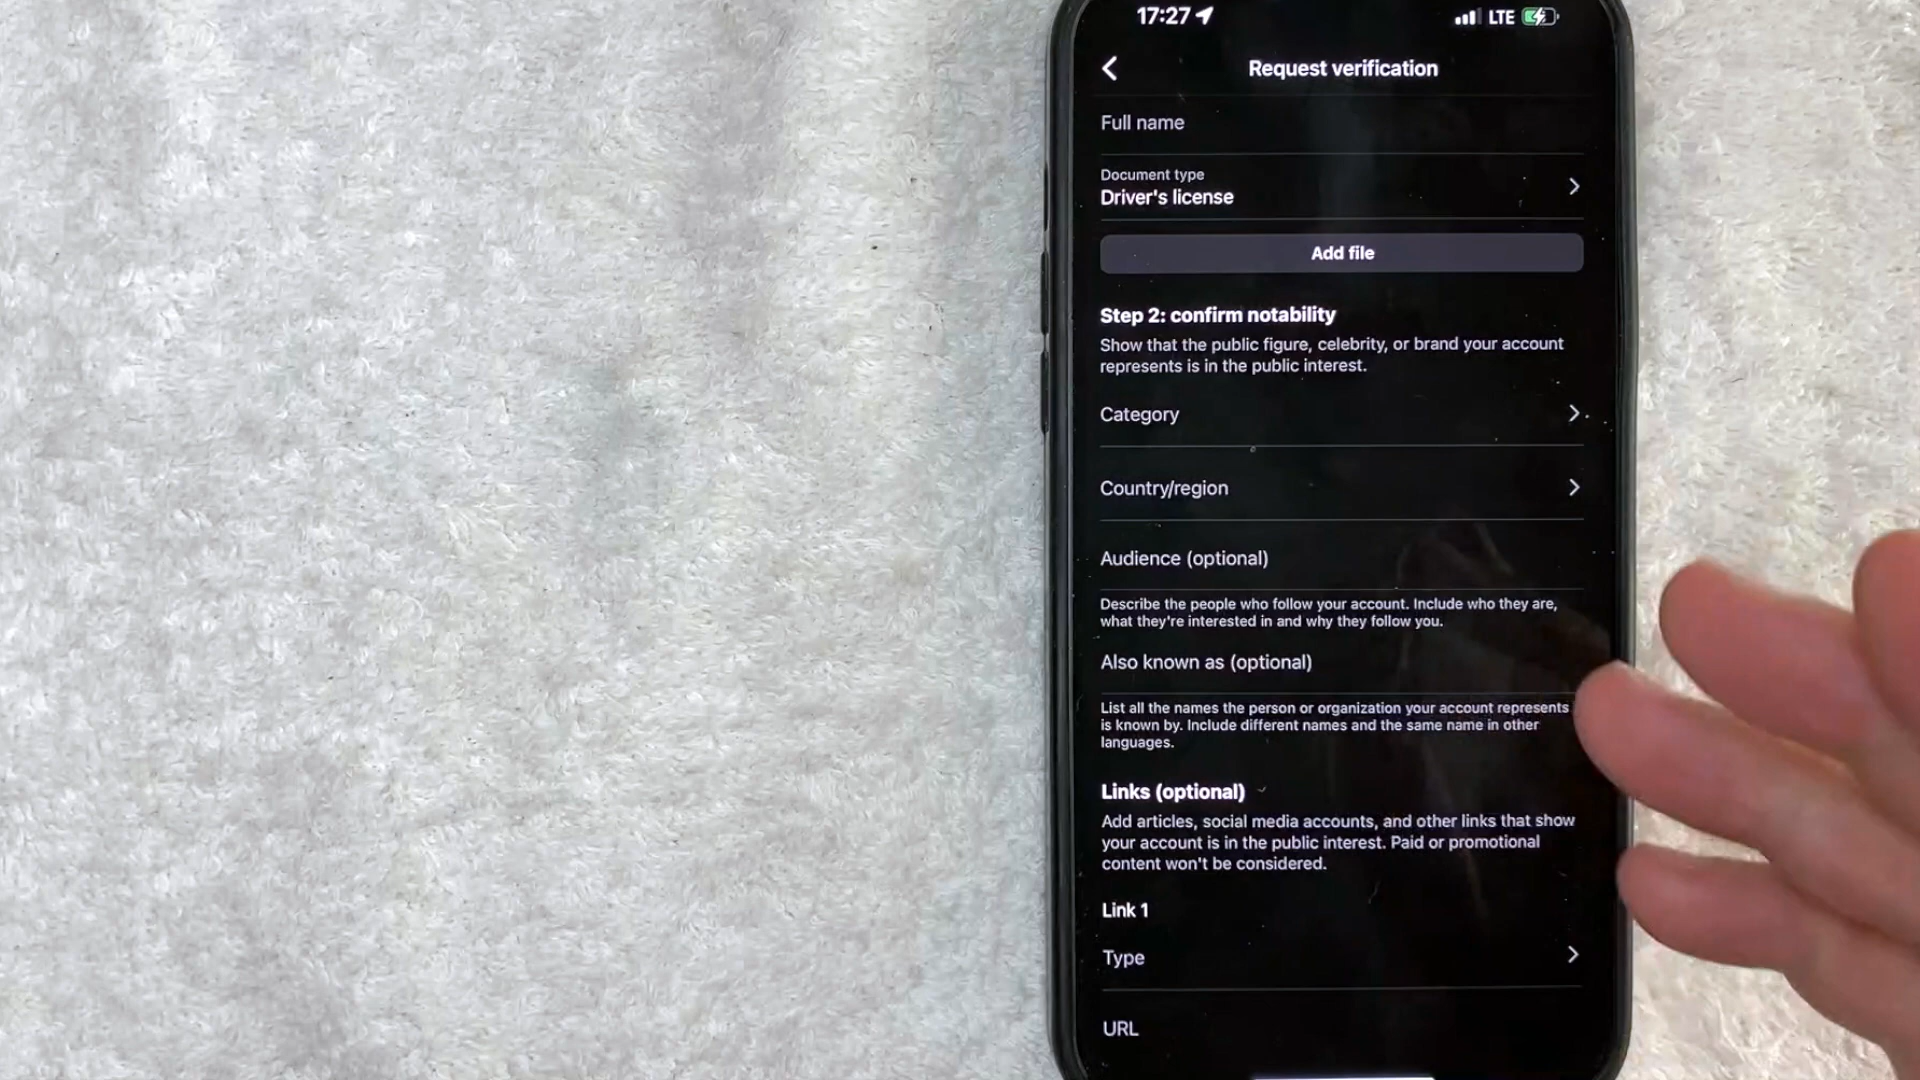 17:27
LTE
Request verification
Full name
Document type
Driver's license
Add file
Step 2: confirm notability
Show that the public figure, celebrity, or brand your account
represents is in the public interest.
Category
Country/region
Audience (optional)
Describe the people who follow your account. Include who they are,
what they're interested in and why they follow you.
Also known as (optional)
List all the names the person or organization your account represents
is known by. Include different names and the same name in other
languages.
Links (optional)
Add articles, social media accounts, and other links that show
your account is in the public interest. Paid or promotional
content won't be considered.
Link 1
Type
URL